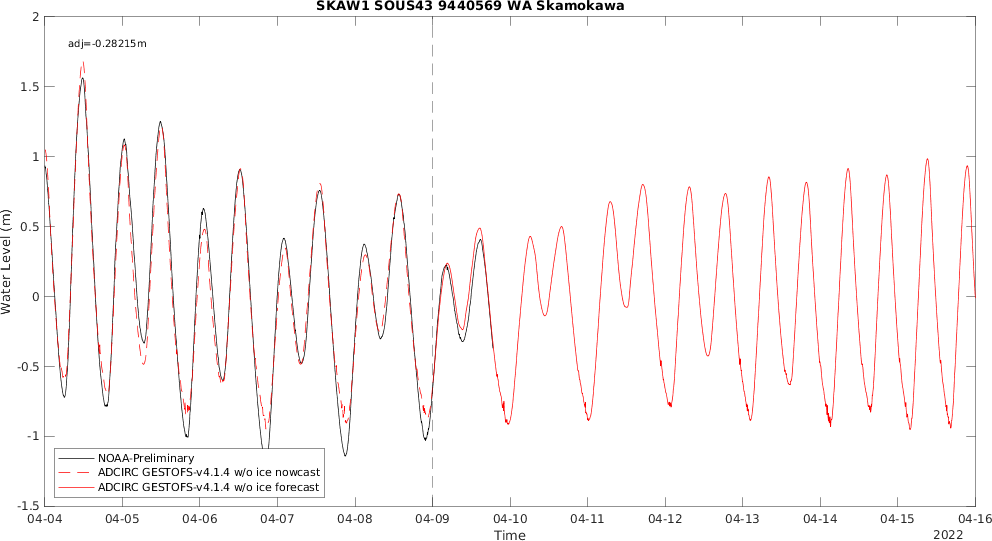 SKAW1 SOUS43 9440569 WA Skamokawa
adj=-0.28215m
2
1.5
1
0.5
0
-0.5
-1
-1.5
Water Level (m)
NOAA-Preliminary
ADCIRC GESTOFS-v4.1.4 w/o ice nowcast
ADCIRC GESTOFS-v4.1.4 w/o ice forecast
04-04 04-05 04-06 04-07 04-08 04-09 04-10 04-11 04-12 04-13 04-14 04-15 04-16
Time
2022